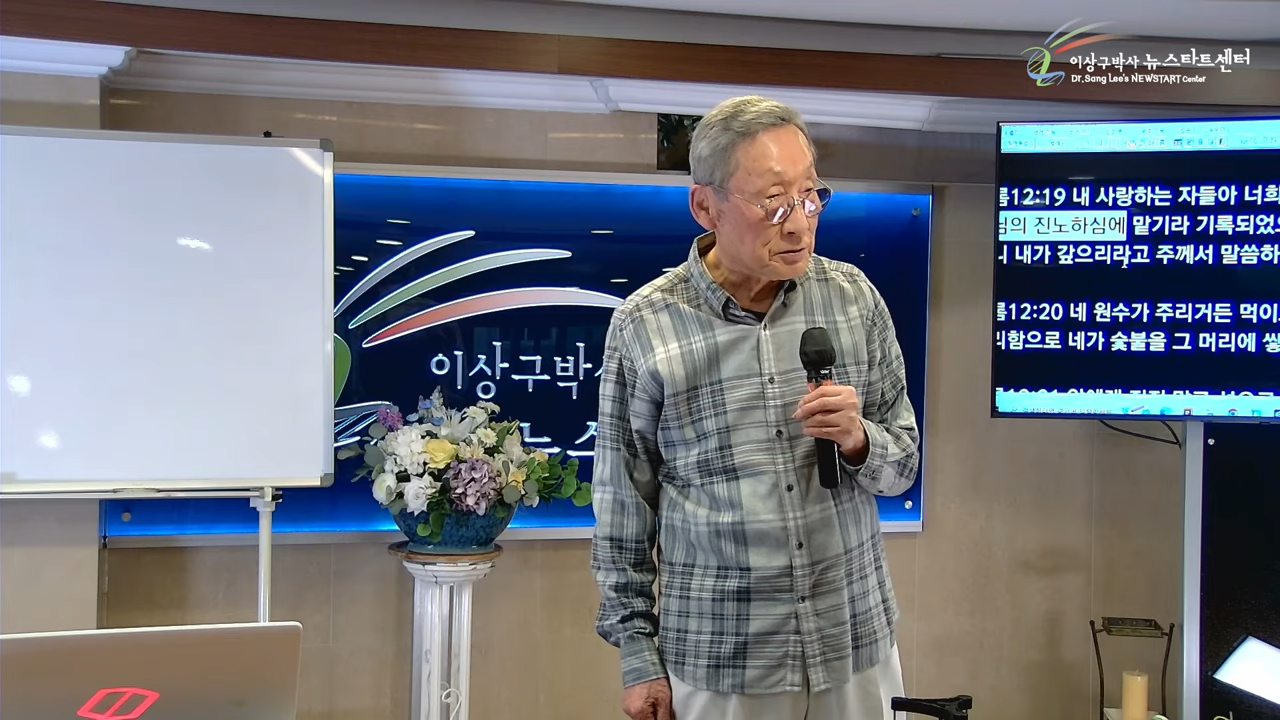 이상구박사 뉴스타트센터
Dr. Sang Lee's NEWSTART Center
이상구박사
뉴스
롬12:19 내 사랑하는 자들아 너희
님의 진노하심에 맡기라 기록되었으
니 내가 갚으리라고 주께서 말씀하
롬12:20 네 원수가 주리거든 먹이
리함으로 네가 숯불을 그 머리에 쌓